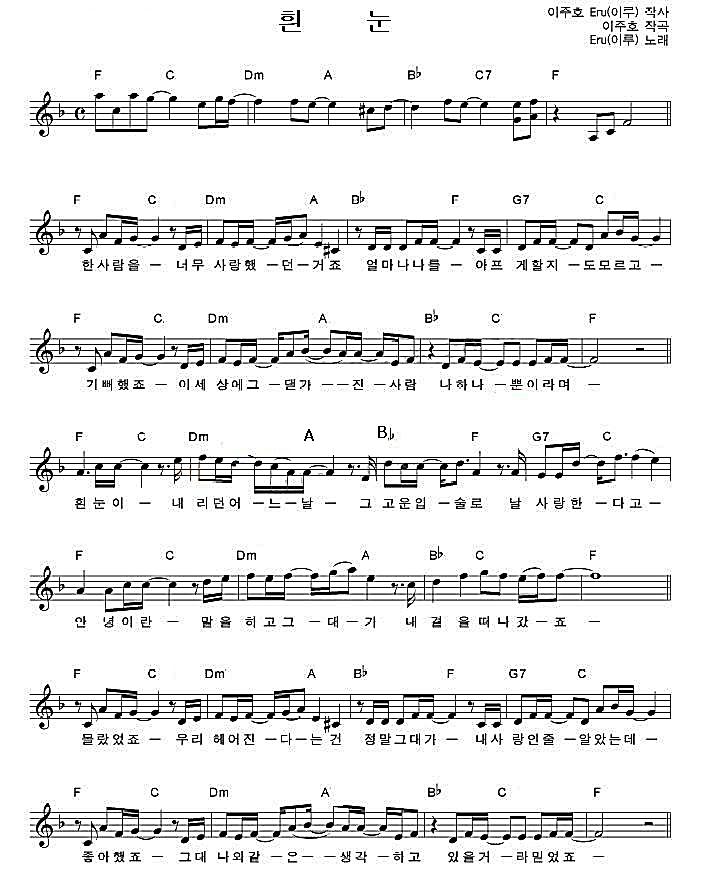 흰 눈
이주호 Eru(이루) 작사
이주호 작곡
Eru(이루) 노래
F C Dm A B♭ C7 F
F C Dm A B♭ F G7 C
한사람을 － 너무 사랑했 － 던－거죠 얼마나나를 － 아프 게할지 － 도모르고 －
F C Dm A B♭ C F
기뻐했죠 － 이세 상에그 － 댄가 － 진－사람 나하나 － 뿐이라며 －
F C Dm A B♭ F G7 C
흰눈이 － 내 리던어 － 느－날 － 그 고운입 － 술로 날 사랑한 － 다고－
F C Dm A B♭ C F
안 녕이란 － 말을 히고그 － 대－가 네 곁 을떠나갔 － 죠－
F C Dm A B♭ F G7 C
몰랐었죠 － 우리 헤어진 － 다－는건 정말그대가 － 내사 랑인줄 － 알았는데 －
F C Dm A B♭ C F
좋아했죠 － 그대 나와같 － 은－ 생각 － 히고 있을거 － 라믿었죠 －